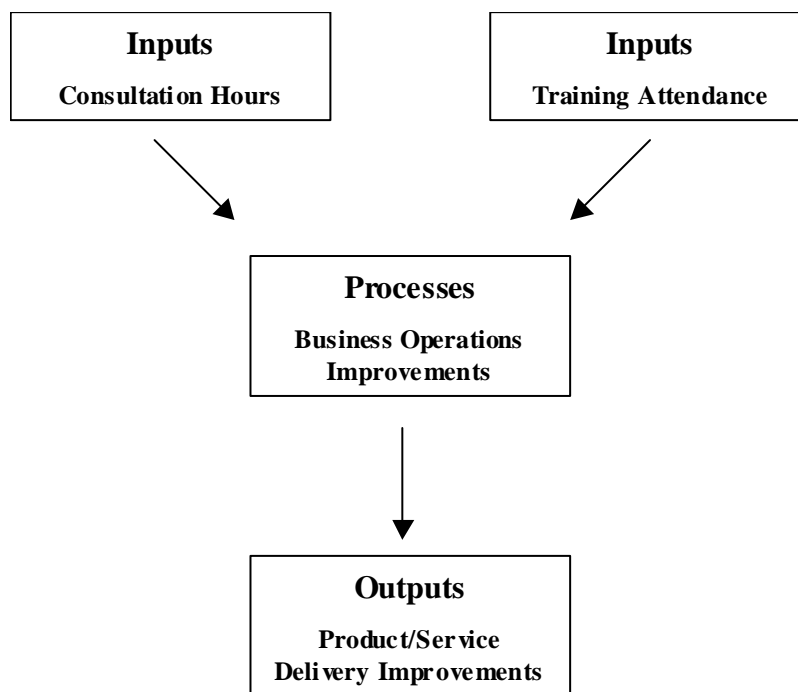 Inputs
Consultation Hours
Inputs
Training Attendance
Processes
Business Operations
Improvements
Outputs
Product/Service
Delivery Improvements